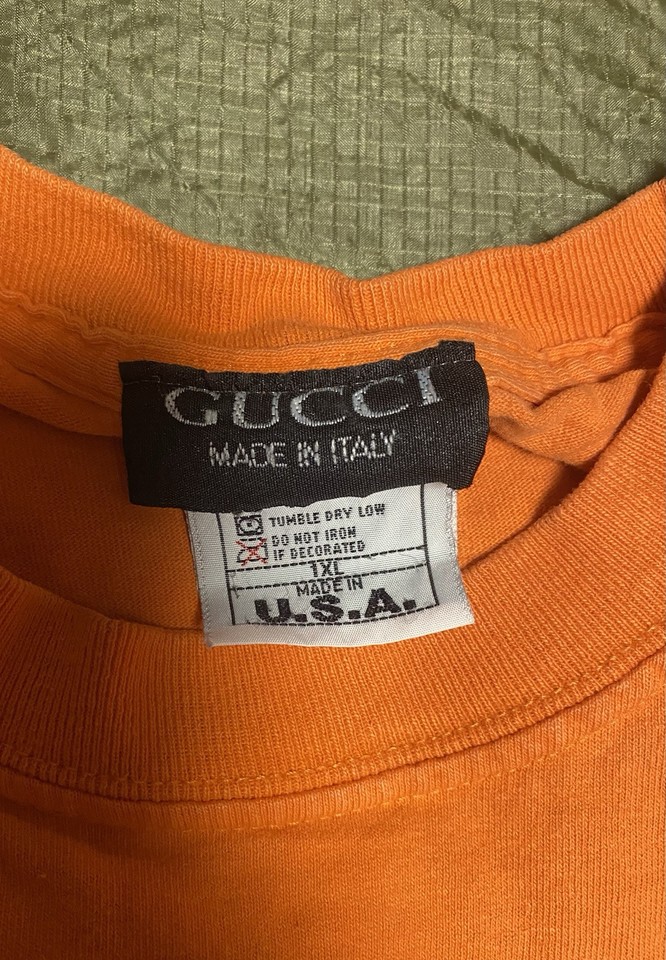 GUCCI
MADE IN ITALY
TUMBLE DRY LOW
DO NOT IRON
IF DECORATED
1XL
MADE IN
U.S.A.